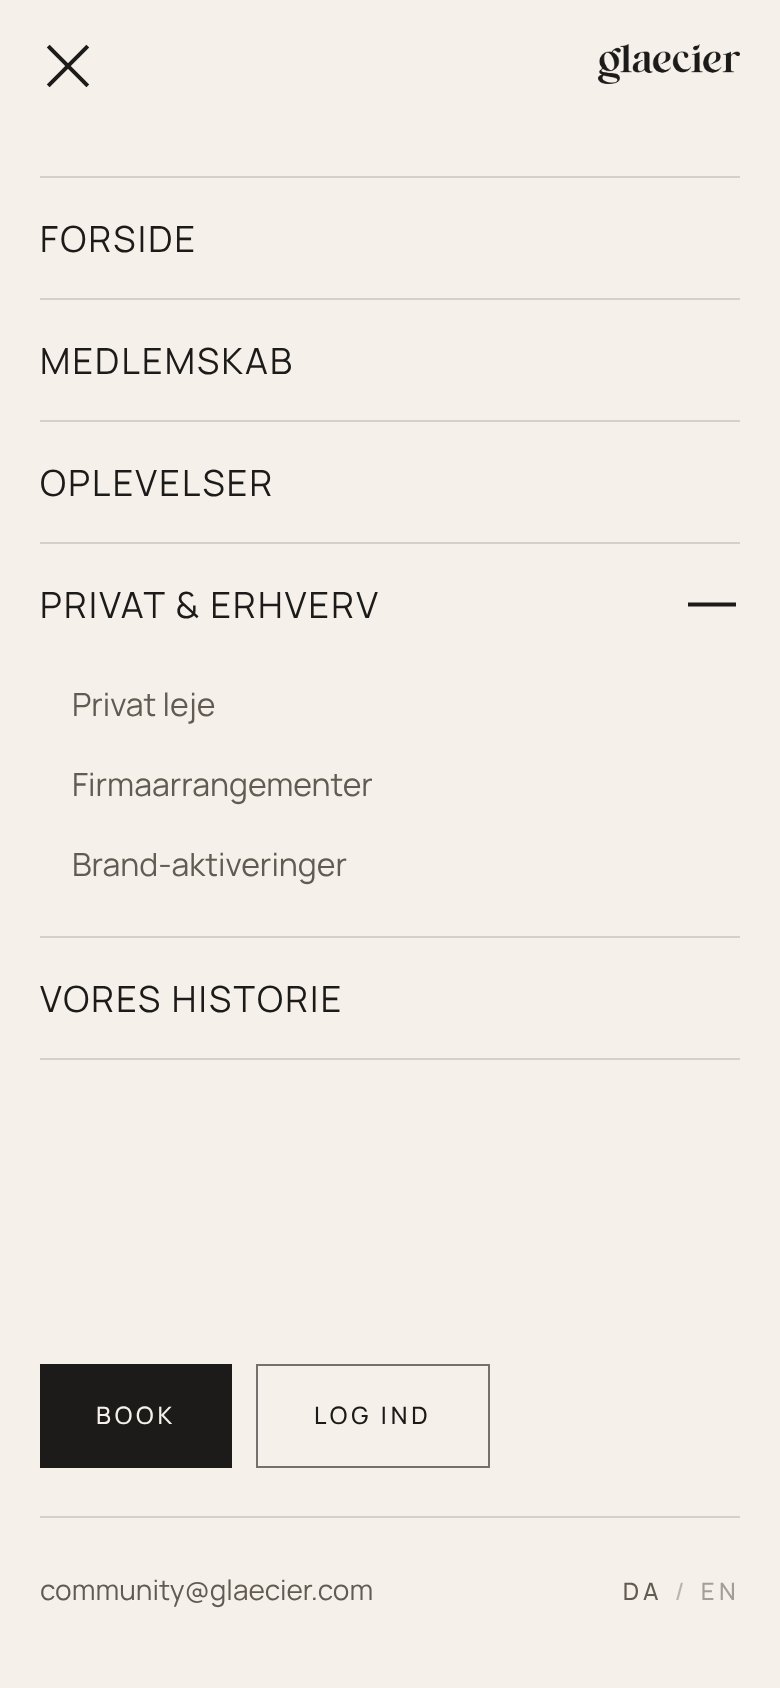 glaecier
FORSIDE
MEDLEMSKAB
OPLEVELSER
PRIVAT & ERHVERV
Privat leje
Firmaarrangementer
Brand-aktiveringer
VORES HISTORIE
BOOK
LOG IND
community@glaecier.com
DA / EN